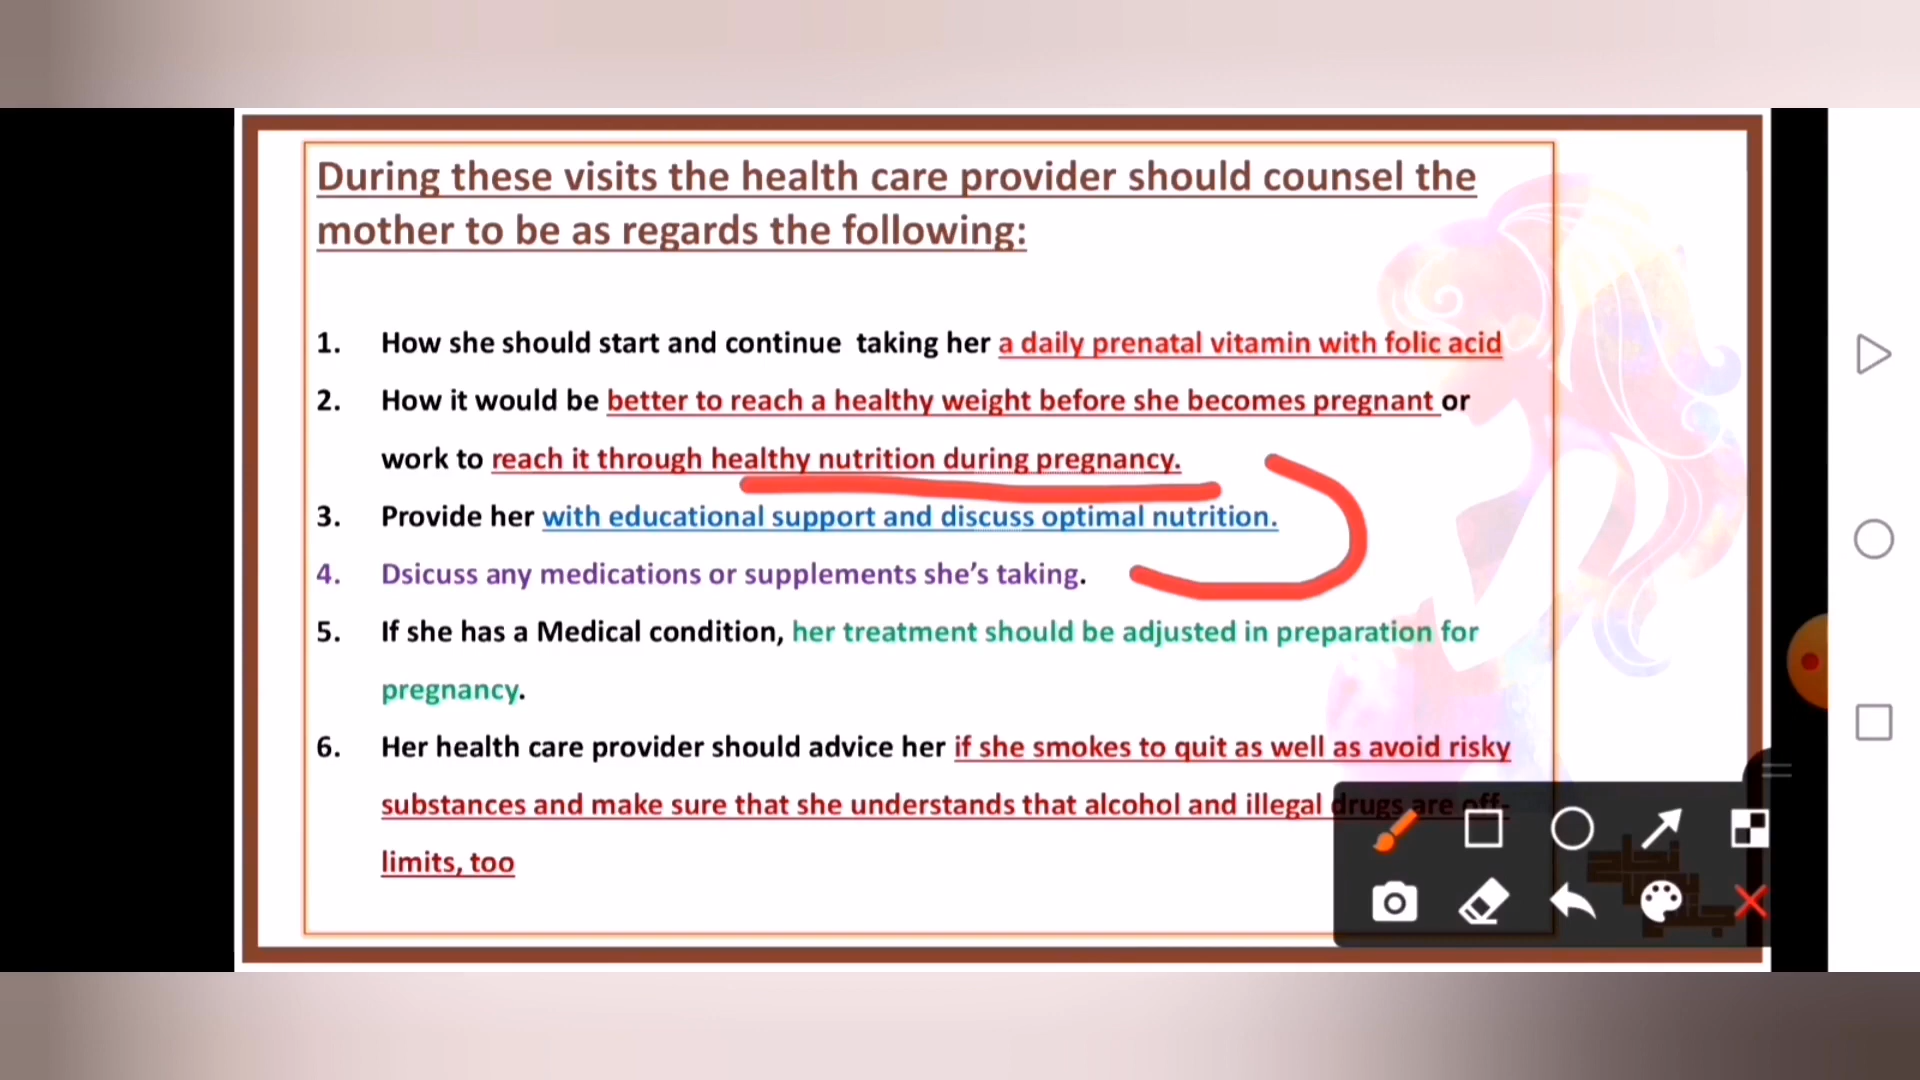 During these visits the health care provider should counsel the
mother to be as regards the following:
1. How she should start and continue taking her a daily prenatal vitamin with folic acid
2. How it would be better to reach a healthy weight before she becomes pregnant or
work to reach it through healthy nutrition during pregnancy.
3. Provide her with educational support and discuss optimal nutrition.
4. Dsicuss any medications or supplements she's taking.
5. If she has a Medical condition, her treatment should be adjusted in preparation for
pregnancy.
6. Her health care provider should advice her if she smokes to quit as well as avoid risky
substances and make sure that she understands that alcohol and illegal drugs are off-
limits, too